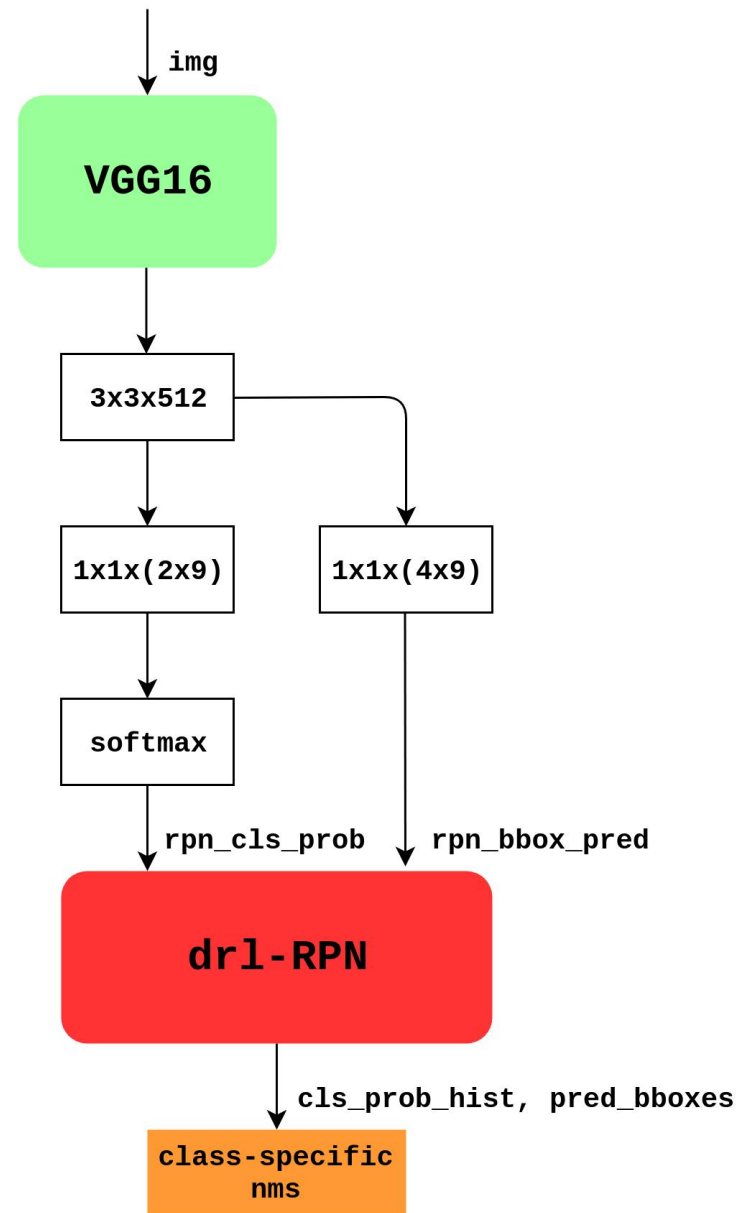 img
VGG16
3x3x512
1x1x(2x9)
1x1x(4x9)
softmax
rpn_cls_prob
rpn_bbox_pred
drl-RPN
cls_prob_hist, pred_bboxes
class-specific
nms